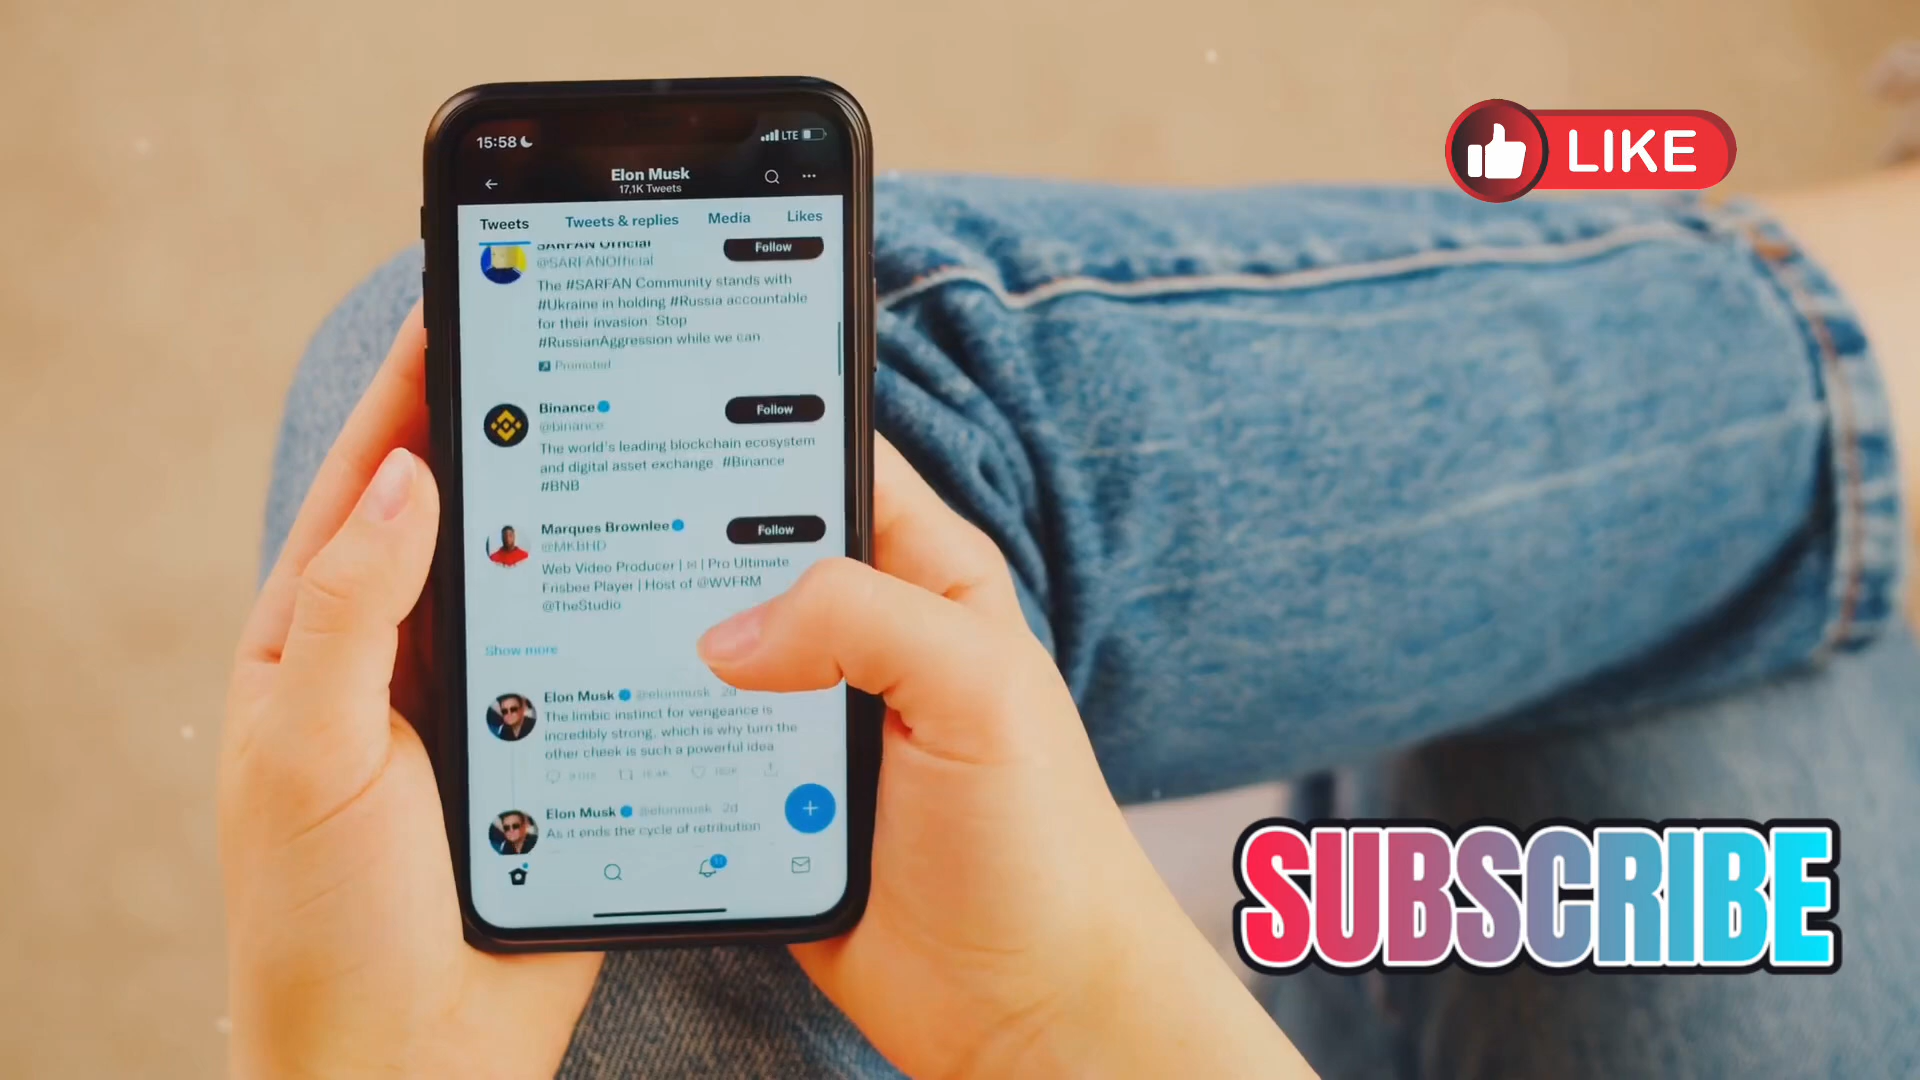 15:58
LTE
Elon Musk
17,1K Tweets
Tweets
Tweets & replies
Media
Likes
SARFAN Official
Follow
@SARFANOfficial
The #SARFAN Community stands with
#Ukraine in holding #Russia accountable
for their invasion. Stop
#RussianAggression while we can.
Promoted
Binance
Follow
@binance
The world's leading blockchain ecosystem
and digital asset exchange #Binance
#BNB
Marques Brownlee
Follow
@MKBHD
Web Video Producer | ✉ | Pro Ultimate
Frisbee Player | Host of @WVFRM
@TheStudio
Show more
Elon Musk @elonmusk 2d
The limbic instinct for vengeance is
incredibly strong, which is why turn the
other cheek is such a powerful idea
Elon Musk @elonmusk 2d
As it ends the cycle of retribution
LIKE
SUBSCRIBE